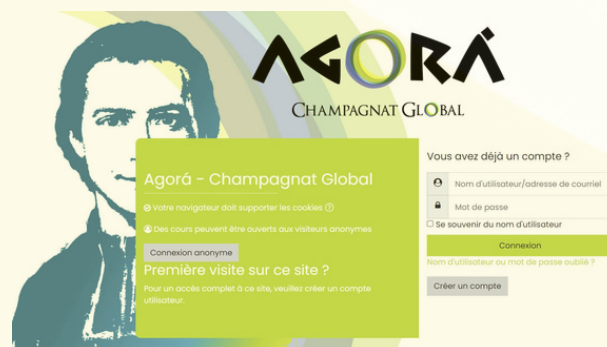 AGORÁ
CHAMPAGNAT GLOBAL
Agorá - Champagnat Global
Votre navigateur doit supporter les cookies
Des cours peuvent être ouverts aux visiteurs anonymes
Connexion anonyme
Première visite sur ce site ?
Pour un accès complet à ce site, veuillez créer un compte
utilisateur.
Vous avez déjà un compte ?
Nom d'utilisateur/adresse de courriel
Mot de passe
Se souvenir du nom d'utilisateur
Connexion
Nom d'utilisateur ou mot de passe oublié ?
Créer un compte